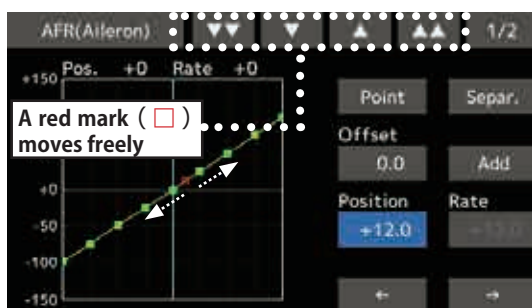 AFR(Aileron) ▼▼ ▼ ▲ ▲▲ 1/2
Pos. +0 Rate +0
+150
A red mark (□)
moves freely
+0
-50
-100
-150
Point Separ.
Offset
0.0 Add
Position Rate
+12.0
← →